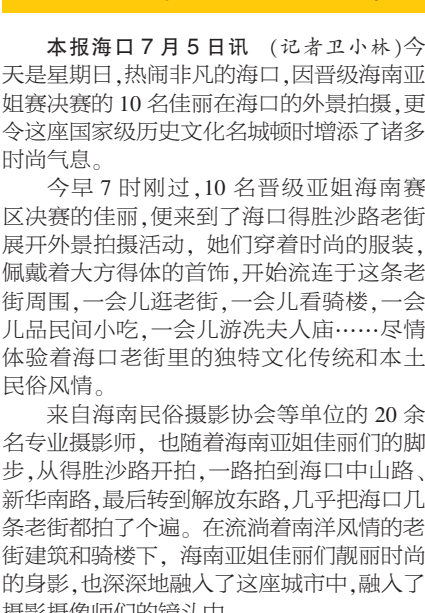 本报海口7月5日讯 (记者卫小林)今
天是星期日,热闹非凡的海口,因晋级海南亚
姐赛决赛的10名佳丽在海口的外景拍摄,更
令这座国家级历史文化名城顿时增添了诸多
时尚气息。
今早7时刚过,10名晋级亚姐海南赛
区决赛的佳丽,便来到了海口得胜沙路老街
展开外景拍摄活动，她们穿着时尚的服装,
佩戴着大方得体的首饰,开始流连于这条老
街周围,一会儿逛老街,一会儿看骑楼,一会
儿品民间小吃,一会儿游冼夫人庙……尽情
体验着海口老街里的独特文化传统和本土
民俗风情。
来自海南民俗摄影协会等单位的20余
名专业摄影师，也随着海南亚姐佳丽们的脚
步,从得胜沙路开拍,一路拍到海口中山路、
新华南路,最后转到解放东路,几乎把海口几
条老街都拍了个遍。在流淌着南洋风情的老
街建筑和骑楼下，海南亚姐佳丽们靓丽时尚
的身影,也深深地融入了这座城市中,融入了
摄影摄像师们的镜头中